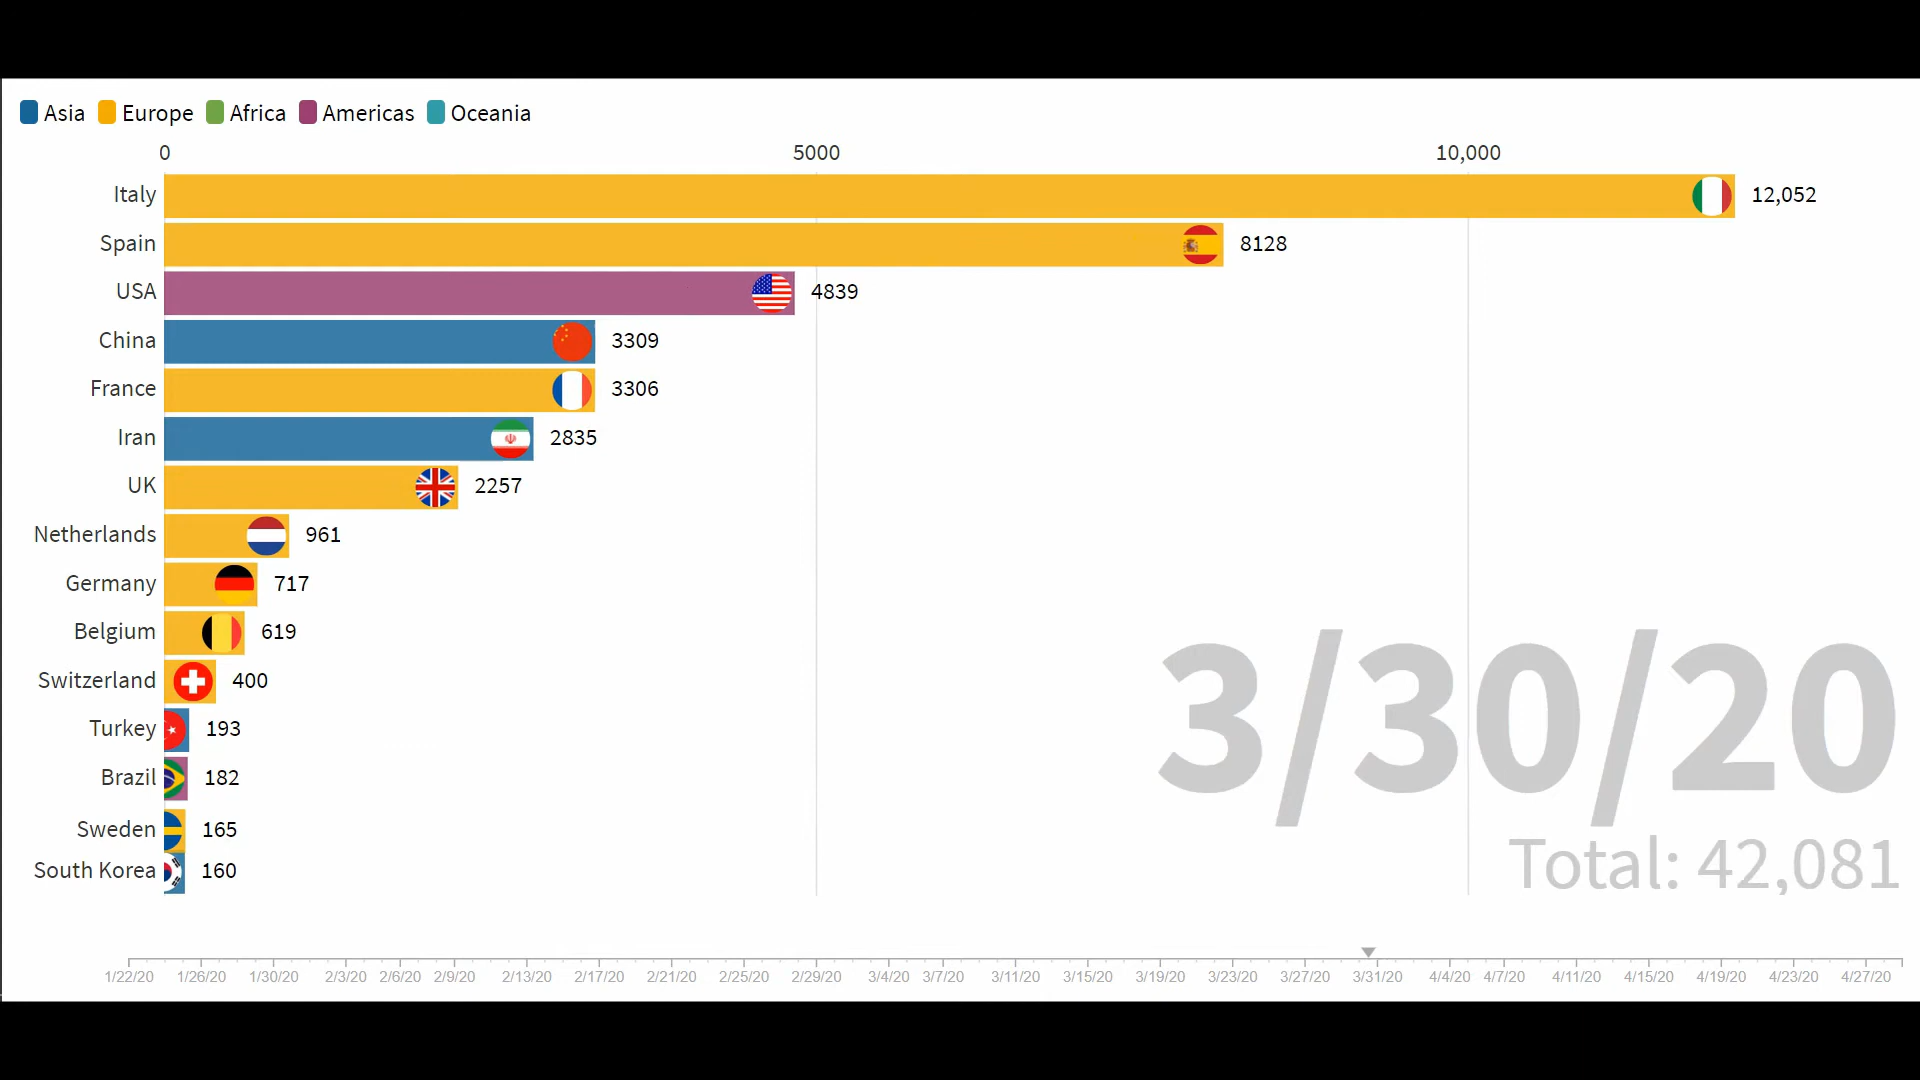 Asia Europe Africa Americas Oceania
0 5000 10,000
Italy 12,052
Spain 8128
USA 4839
China 3309
France 3306
Iran 2835
UK 2257
Netherlands 961
Germany 717
Belgium 619
Switzerland 400
Turkey 193
Brazil 182
Sweden 165
South Korea 160
3/30/20
Total: 42,081
1/22/20 1/26/20 1/30/20 2/3/20 2/6/20 2/9/20 2/13/20 2/17/20 2/21/20 2/25/20 2/29/20 3/4/20 3/7/20 3/11/20 3/15/20 3/19/20 3/23/20 3/27/20 3/31/20 4/4/20 4/7/20 4/11/20 4/15/20 4/19/20 4/23/20 4/27/20